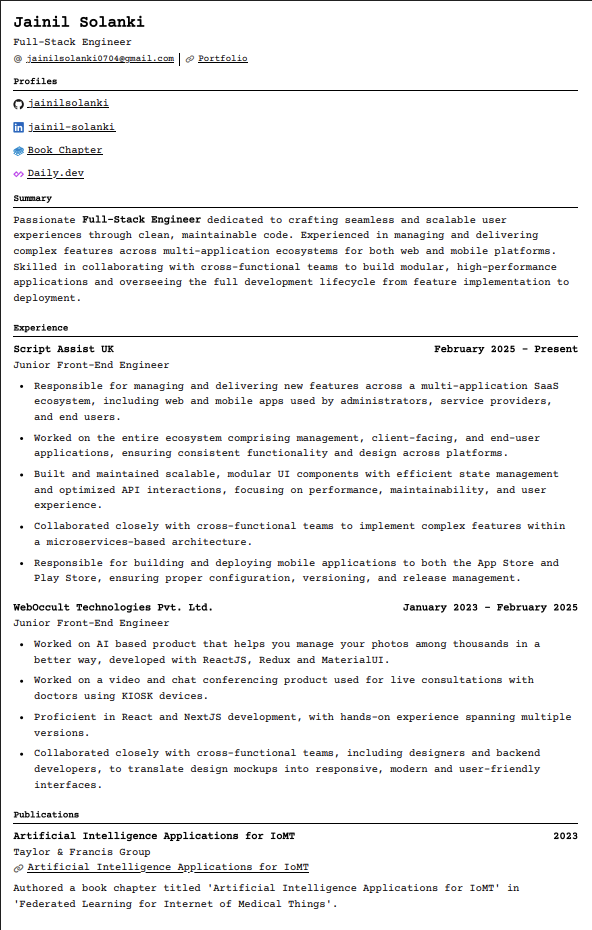 Jainil Solanki
Full-Stack Engineer
@ jainilsolanki0704@gmail.com | Portfolio
Profiles
jainilsolanki
jainil-solanki
Book Chapter
Daily.dev
Summary
Passionate Full-Stack Engineer dedicated to crafting seamless and scalable user
experiences through clean, maintainable code. Experienced in managing and delivering
complex features across multi-application ecosystems for both web and mobile platforms.
Skilled in collaborating with cross-functional teams to build modular, high-performance
applications and overseeing the full development lifecycle from feature implementation to
deployment.
Experience
Script Assist UK February 2025 - Present
Junior Front-End Engineer
• Responsible for managing and delivering new features across a multi-application SaaS
ecosystem, including web and mobile apps used by administrators, service providers,
and end users.
• Worked on the entire ecosystem comprising management, client-facing, and end-user
applications, ensuring consistent functionality and design across platforms.
• Built and maintained scalable, modular UI components with efficient state management
and optimized API interactions, focusing on performance, maintainability, and user
experience.
• Collaborated closely with cross-functional teams to implement complex features within
a microservices-based architecture.
• Responsible for building and deploying mobile applications to both the App Store and
Play Store, ensuring proper configuration, versioning, and release management.
WebOccult Technologies Pvt. Ltd. January 2023 - February 2025
Junior Front-End Engineer
• Worked on AI based product that helps you manage your photos among thousands in a
better way, developed with ReactJS, Redux and MaterialUI.
• Worked on a video and chat conferencing product used for live consultations with
doctors using KIOSK devices.
• Proficient in React and NextJS development, with hands-on experience spanning multiple
versions.
• Collaborated closely with cross-functional teams, including designers and backend
developers, to translate design mockups into responsive, modern and user-friendly
interfaces.
Publications
Artificial Intelligence Applications for IoMT 2023
Taylor & Francis Group
Artificial Intelligence Applications for IoMT
Authored a book chapter titled 'Artificial Intelligence Applications for IoMT' in
'Federated Learning for Internet of Medical Things'.